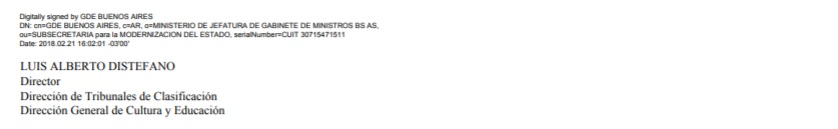 Digitally signed by GDE BUENOS AIRES
DN: cn=GDE BUENOS AIRES, c=AR, o=MINISTERIO DE JEFATURA DE GABINETE DE MINISTROS BS AS,
ou=SUBSECRETARIA para la MODERNIZACION DEL ESTADO, serialNumber=CUIT 30715471511
Date: 2018.02.21 16:02:01 -03'00'
LUIS ALBERTO DISTEFANO
Director
Dirección de Tribunales de Clasificación
Dirección General de Cultura y Educación